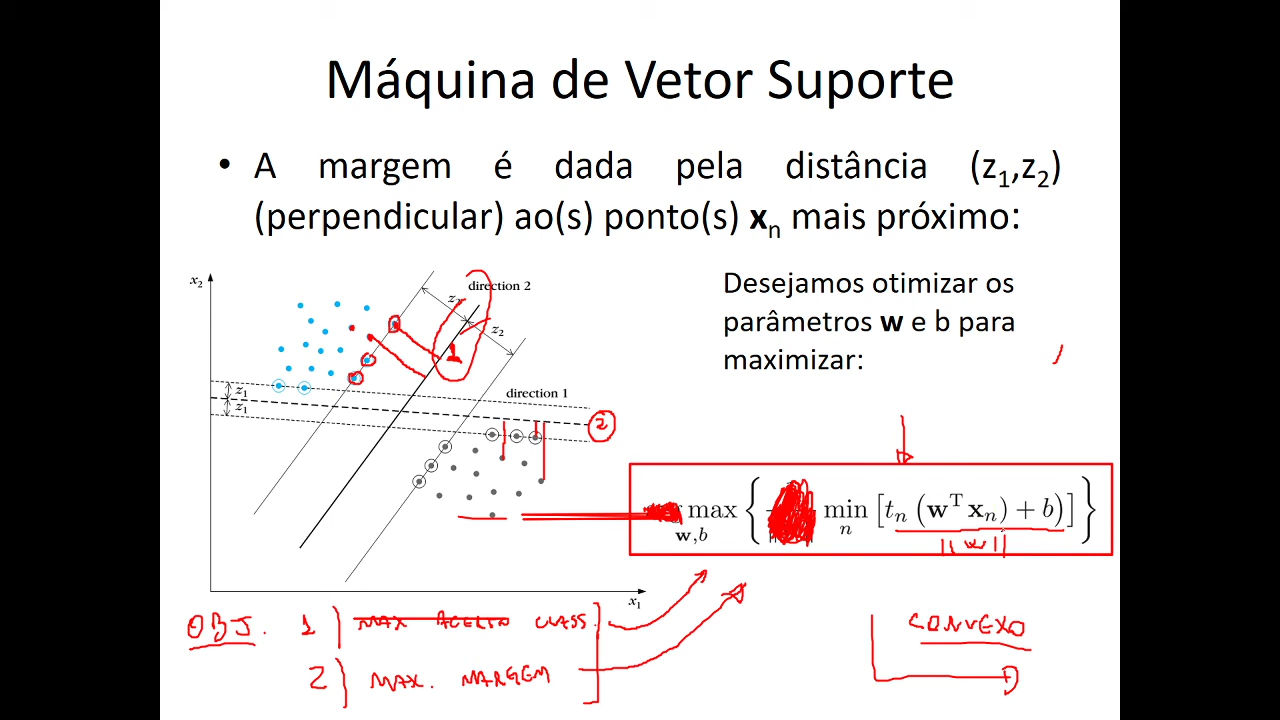 Máquina de Vetor Suporte
• A margem é dada pela distância (z1,z2)
(perpendicular) ao(s) ponto(s) xn mais próximo:
Desejamos otimizar os
parâmetros w e b para
maximizar:
x2
direction 2
z2
z2
1
direction 1
z1
z1
2
max { min [tn (wT xn) + b)] }
w,b n
||w||
x1
OBJ. 1) MAX ACERTO CLASS.
2) MAX. MARGEM
CONVEXO